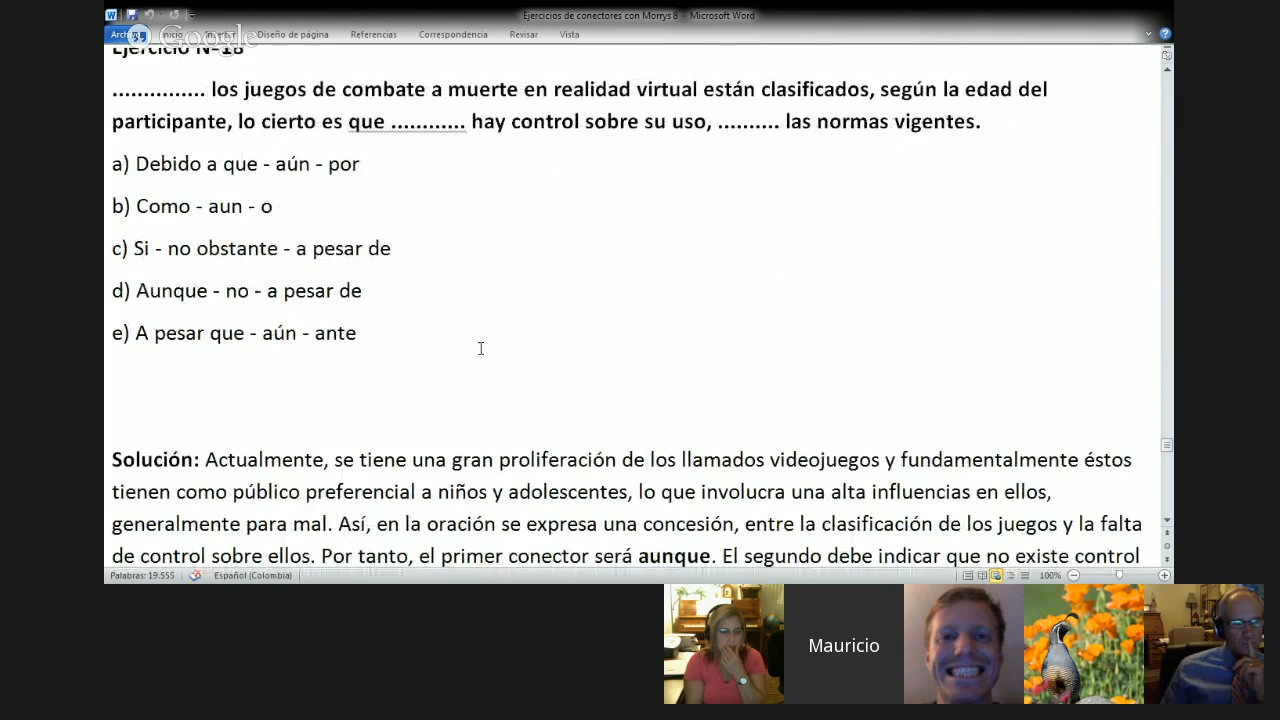 Ejercicios de conectores con Morrys 8 - Microsoft Word
Archivo Inicio Insertar Diseño de página Referencias Correspondencia Revisar Vista
Google
Ejercicio N=18
............... los juegos de combate a muerte en realidad virtual están clasificados, según la edad del
participante, lo cierto es que ............ hay control sobre su uso, .......... las normas vigentes.
a) Debido a que - aún - por
b) Como - aun - o
c) Si - no obstante - a pesar de
d) Aunque - no - a pesar de
e) A pesar que - aún - ante
Solución: Actualmente, se tiene una gran proliferación de los llamados videojuegos y fundamentalmente éstos
tienen como público preferencial a niños y adolescentes, lo que involucra una alta influencias en ellos,
generalmente para mal. Así, en la oración se expresa una concesión, entre la clasificación de los juegos y la falta
de control sobre ellos. Por tanto, el primer conector será aunque. El segundo debe indicar que no existe control
Palabras: 19.555 Español (Colombia) 100%
Mauricio